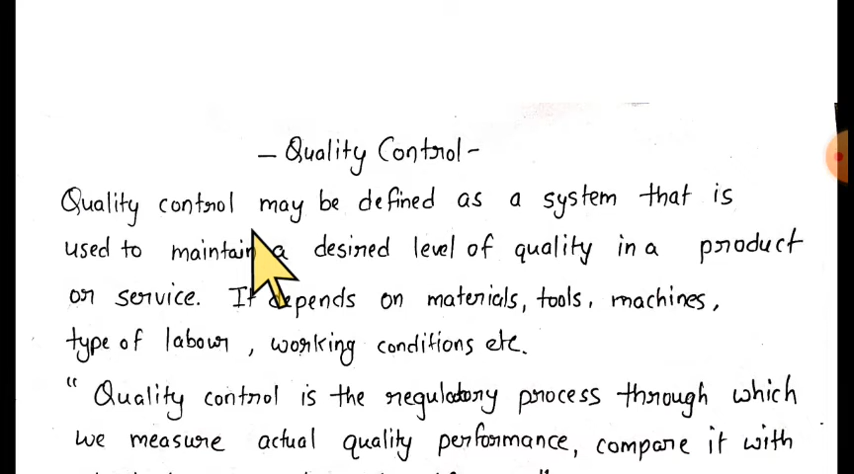 - Quality Control -
Quality control may be defined as a system that is
used to maintain a desired level of quality in a product
or service. It depends on materials, tools, machines,
type of labour, working conditions etc.
" Quality control is the regulatory process through which
we measure actual quality performance, compare it with